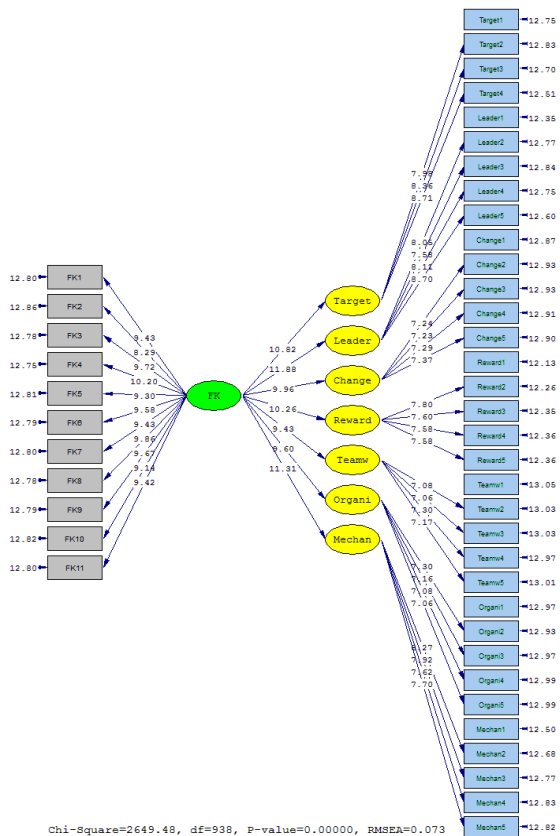 Target1 12.75
Target2 12.83
Target3 12.70
Target4 12.51
Leader1 12.35
Leader2 12.77
Leader3 12.84
Leader4 12.75
Leader5 12.60
Change1 12.87
Change2 12.93
Change3 12.93
Change4 12.91
Change5 12.90
Reward1 12.13
Reward2 12.26
Reward3 12.35
Reward4 12.36
Reward5 12.36
Teamw1 13.05
Teamw2 13.03
Teamw3 13.03
Teamw4 12.97
Teamw5 13.01
Organi1 12.97
Organi2 12.93
Organi3 12.97
Organi4 12.99
Organi5 12.99
Mechan1 12.50
Mechan2 12.68
Mechan3 12.77
Mechan4 12.83
Mechan5 12.82
8.36
8.71
8.11
8.70
7.24
7.23
7.29
7.37
7.80
7.60
7.58
7.58
7.08
7.06
7.30
7.17
7.30
7.16
7.08
7.06
7.92
7.62
7.70
Target
Leader
Change
Reward
Teamw
Organi
Mechan
10.82
11.88
9.96
10.26
9.43
9.60
11.31
FK
9.43
8.29
9.72
10.20
9.30
9.58
9.43
9.86
9.67
9.14
9.42
12.80 FK1
12.86 FK2
12.78 FK3
12.75 FK4
12.81 FK5
12.79 FK6
12.80 FK7
12.78 FK8
12.79 FK9
12.82 FK10
12.80 FK11
Chi-Square=2649.48, df=938, P-value=0.00000, RMSEA=0.073